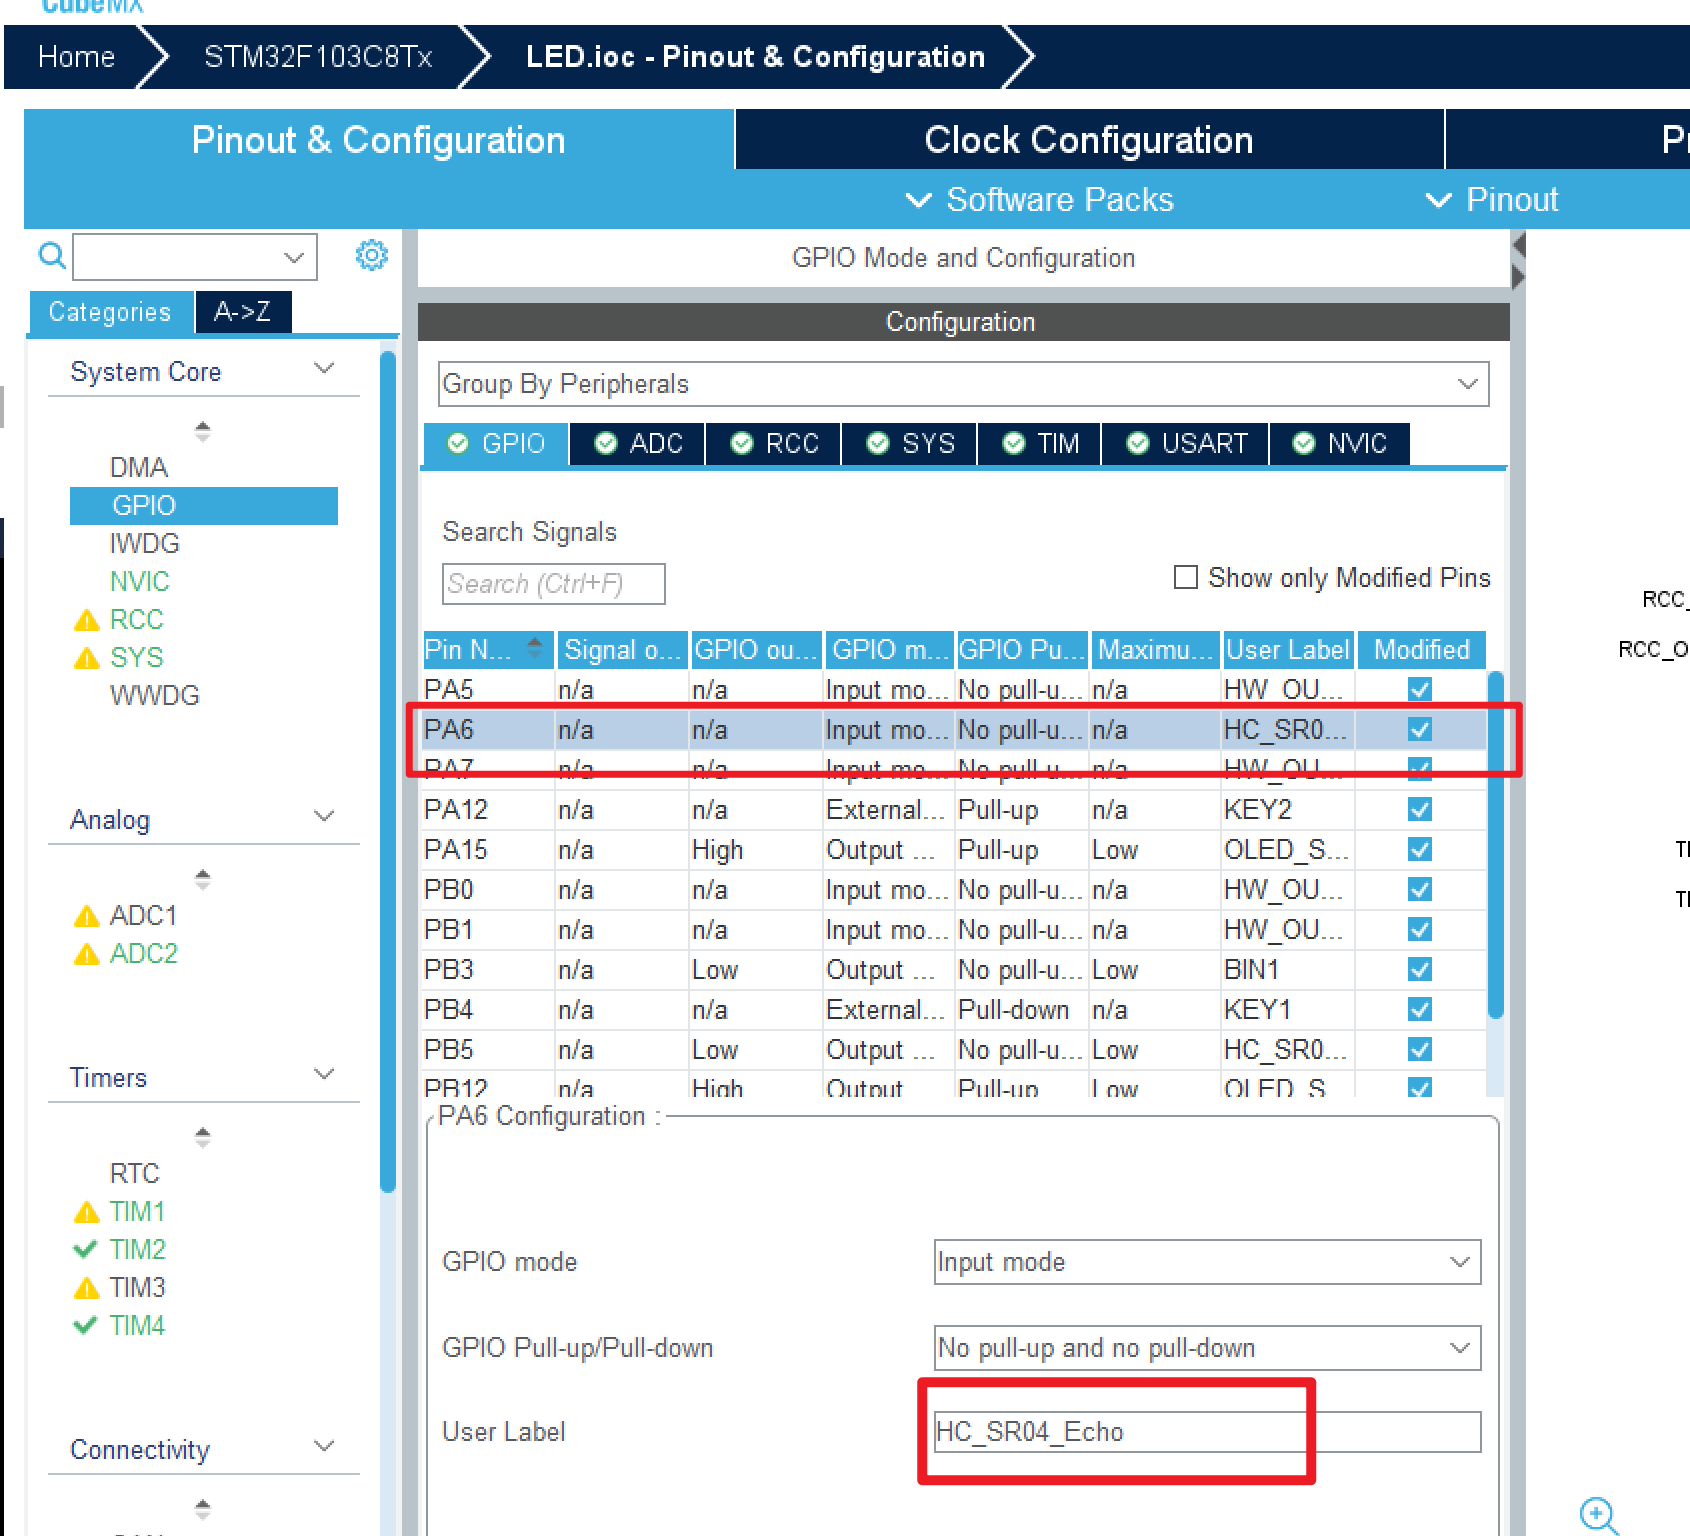 CubeMX
Home STM32F103C8Tx LED.ioc - Pinout & Configuration
Pinout & Configuration Clock Configuration
Software Packs Pinout
GPIO Mode and Configuration
Categories A->Z
Configuration
System Core
Group By Peripherals
GPIO ADC RCC SYS TIM USART NVIC
DMA
GPIO
IWDG
NVIC
RCC
SYS
WWDG
Search Signals
Search (Ctrl+F)
Show only Modified Pins
RCC_
RCC_O
Pin N... Signal o... GPIO ou... GPIO m... GPIO Pu... Maximu... User Label Modified
PA5 n/a n/a Input mo... No pull-u... n/a HW_OU...
PA6 n/a n/a Input mo... No pull-u... n/a HC_SR0...
PA7 n/a n/a Input mo... No pull-u... n/a HW_OU...
PA12 n/a n/a External... Pull-up n/a KEY2
PA15 n/a High Output ... Pull-up Low OLED_S...
PB0 n/a n/a Input mo... No pull-u... n/a HW_OU...
PB1 n/a n/a Input mo... No pull-u... n/a HW_OU...
PB3 n/a Low Output ... No pull-u... Low BIN1
PB4 n/a n/a External... Pull-down n/a KEY1
PB5 n/a Low Output ... No pull-u... Low HC_SR0...
PB12 n/a High Output Pull-up Low OLED_S
Analog
ADC1
ADC2
Timers
RTC
TIM1
TIM2
TIM3
TIM4
Connectivity
PA6 Configuration :
GPIO mode Input mode
GPIO Pull-up/Pull-down No pull-up and no pull-down
User Label HC_SR04_Echo